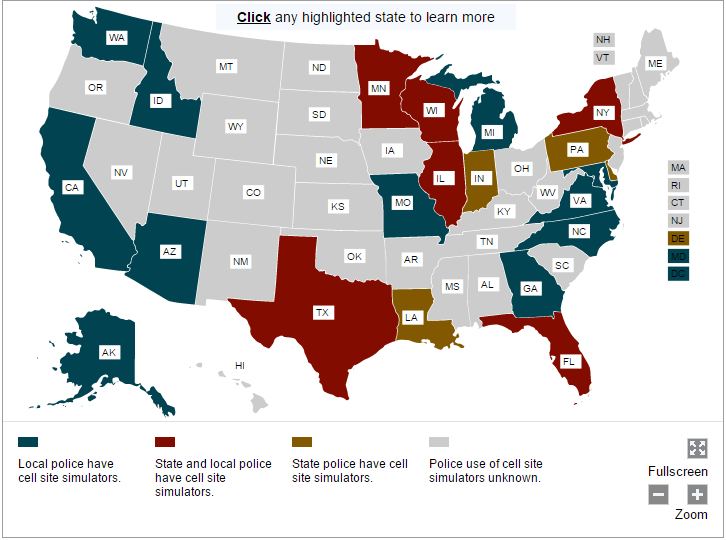 Click any highlighted state to learn more
WA
MT
ND
MN
NH
VT
ME
OR
ID
SD
WI
NY
WY
MI
NE
IA
PA
NV
UT
CO
IL
IN
OH
MA
CA
KS
MO
WV
VA
RI
KY
CT
AZ
NM
OK
AR
TN
NC
NJ
DE
MS
AL
GA
SC
MD
DC
TX
LA
FL
AK
HI
Local police have
cell site simulators.
State and local police
have cell site
simulators.
State police have cell
site simulators.
Police use of cell site
simulators unknown.
Fullscreen
Zoom